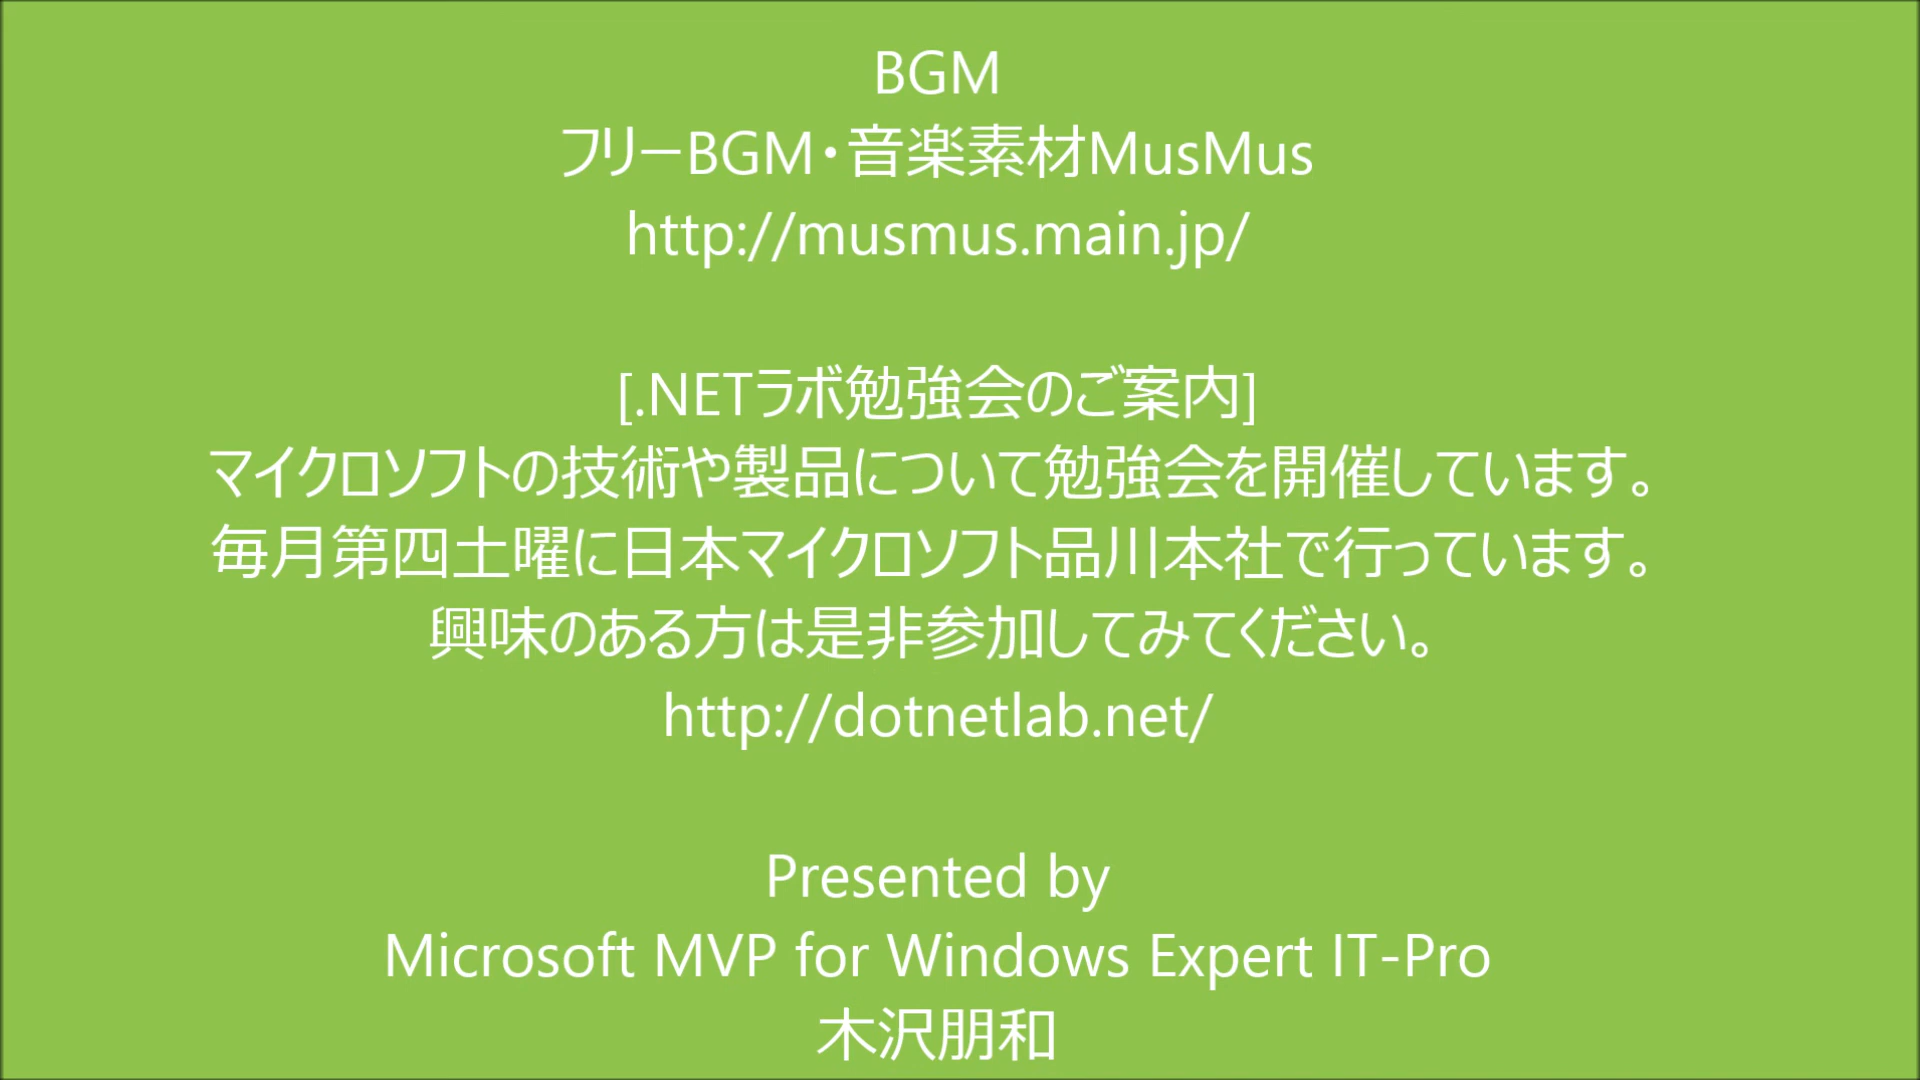 BGM
フリーBGM・音楽素材MusMus
http://musmus.main.jp/
[.NETラボ勉強会のご案内]
マイクロソフトの技術や製品について勉強会を開催しています。
毎月第四土曜に日本マイクロソフト品川本社で行っています。
興味のある方は是非参加してみてください。
http://dotnetlab.net/
Presented by
Microsoft MVP for Windows Expert IT-Pro
木沢朋和